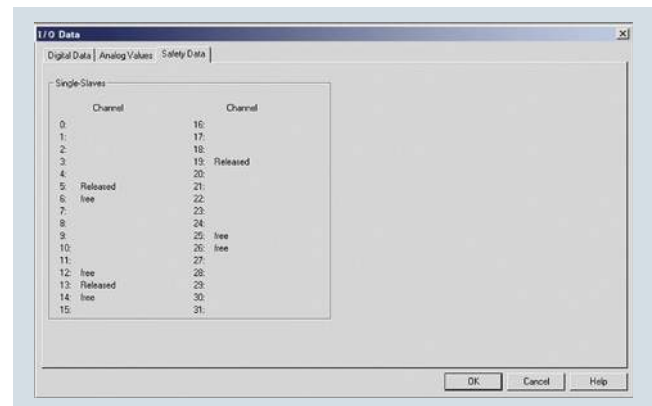 I/O Data
Digital Data Analog Values Safety Data
Single-Slaves
Channel Channel
0: 16:
1: 17:
2: 18:
3: 19: Released
4: 20:
5: Released 21:
6: free 22:
7: 23:
8: 24:
9: 25: free
10: 26: free
11: 27:
12: free 28:
13: Released 29:
14: free 30:
15: 31:
OK Cancel Help